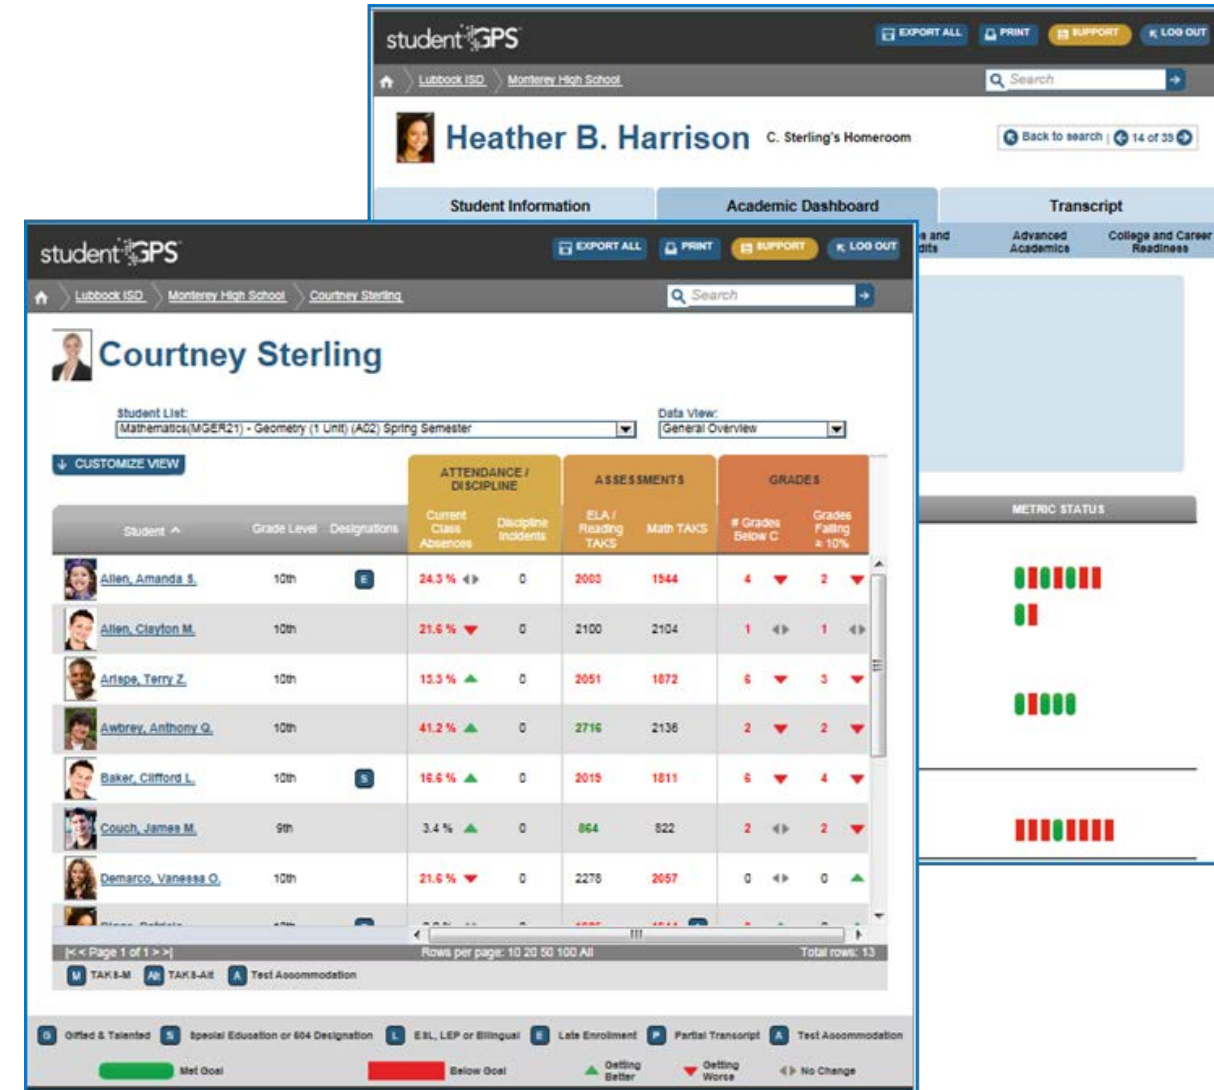 studentGPS
EXPORT ALL PRINT SUPPORT LOG OUT
Lubbock ISD Monterey High School
Search
Heather B. Harrison C. Sterling's Homeroom
Back to search | 14 of 39
Student Information Academic Dashboard Transcript
s and
dits
Advanced
Academics
College and Career
Readiness
METRIC STATUS
studentGPS
EXPORT ALL PRINT SUPPORT LOG OUT
Lubbock ISD Monterey High School Courtney Sterling
Search
Courtney Sterling
Student List: Data View:
Mathematics(MGER21) - Geometry (1 Unit) (A02) Spring Semester General Overview
CUSTOMIZE VIEW
ATTENDANCE /
DISCIPLINE
ASSESSMENTS
GRADES
Student Grade Level Designations
Current
Class
Absences
Discipline
Incidents
ELA /
Reading
TAKS
Math TAKS
# Grades
Below C
Grades
Falling
≥ 10%
Allen, Amanda S. 10th E 24.3 % 0 2003 1944 4 2
Allen, Clayton M. 10th 21.6 % 0 2100 2104 1 1
Arispe, Terry Z. 10th 13.3 % 0 2051 1872 6 3
Awbrey, Anthony Q. 10th 41.2 % 0 2716 2136 2 2
Baker, Clifford L. 10th S 16.6 % 0 2019 1811 6 4
Couch, James M. 9th 3.4 % 0 864 822 2 2
Demarco, Vanessa O. 10th 21.6 % 0 2278 2057 0 0
|< < Page 1 of 1 > >| Rows per page: 10 20 50 100 All Total rows: 13
M TAKS-M Alt TAKS-Alt A Test Accommodation
G Gifted & Talented S Special Education or 504 Designation L ESL, LEP or Bilingual E Late Enrollment P Partial Transcript A Test Accommodation
Met Goal Below Goal Getting Better Getting Worse No Change